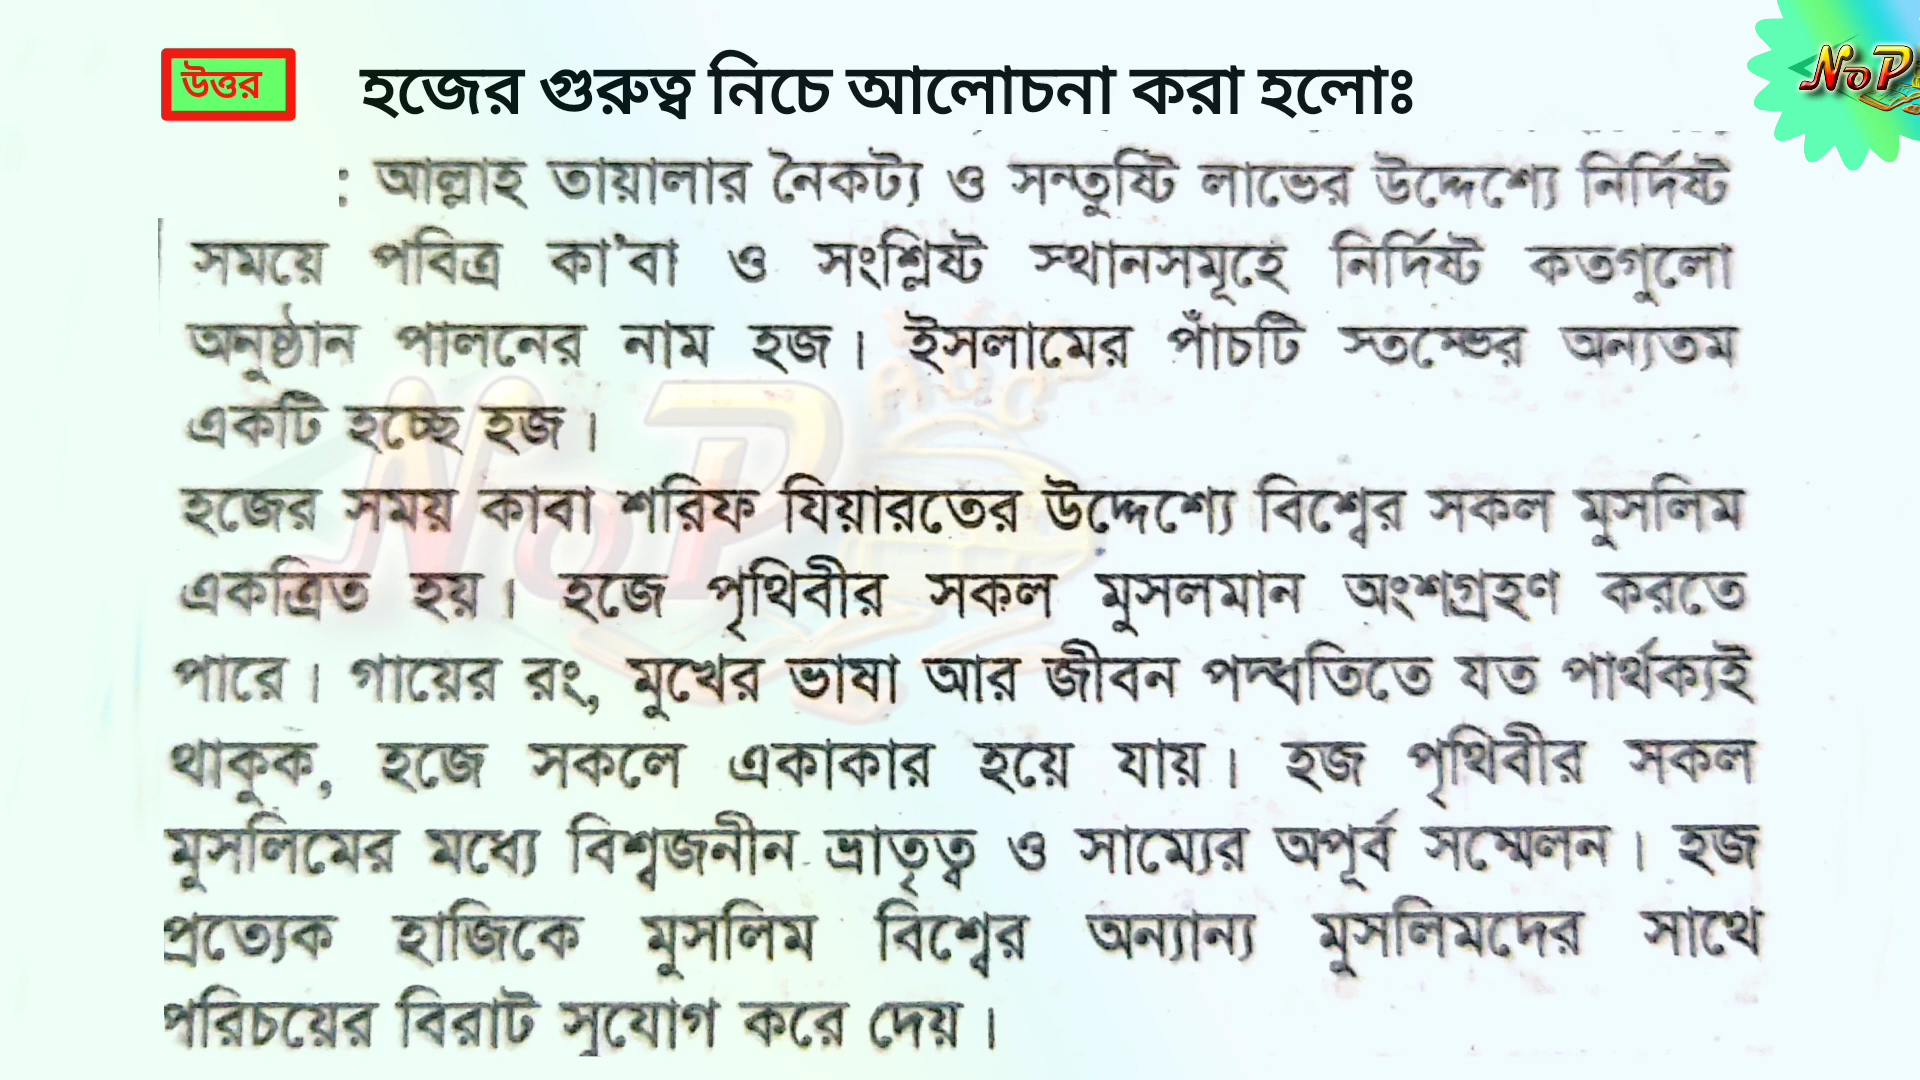 উত্তর
হজের গুরুত্ব নিচে আলোচনা করা হলোঃ
NoP
: আল্লাহ তায়ালার নৈকট্য ও সন্তুষ্টি লাভের উদ্দেশ্যে নির্দিষ্ট
সময়ে পবিত্র কা'বা ও সংশ্লিষ্ট স্থানসমূহে নির্দিষ্ট কতগুলো
অনুষ্ঠান পালনের নাম হজ। ইসলামের পাঁচটি স্তম্ভের অন্যতম
একটি হচ্ছে হজ।
হজের সময় কাবা শরিফ যিয়ারতের উদ্দেশ্যে বিশ্বের সকল মুসলিম
একত্রিত হয়। হজে পৃথিবীর সকল মুসলমান অংশগ্রহণ করতে
পারে। গায়ের রং, মুখের ভাষা আর জীবন পদ্ধতিতে যত পার্থক্যই
থাকুক, হজে সকলে একাকার হয়ে যায়। হজ পৃথিবীর সকল
মুসলিমের মধ্যে বিশ্বজনীন ভ্রাতৃত্ব ও সাম্যের অপূর্ব সম্মেলন। হজ
প্রত্যেক হাজিকে মুসলিম বিশ্বের অন্যান্য মুসলিমদের সাথে
পরিচয়ের বিরাট সুযোগ করে দেয়।
NoP